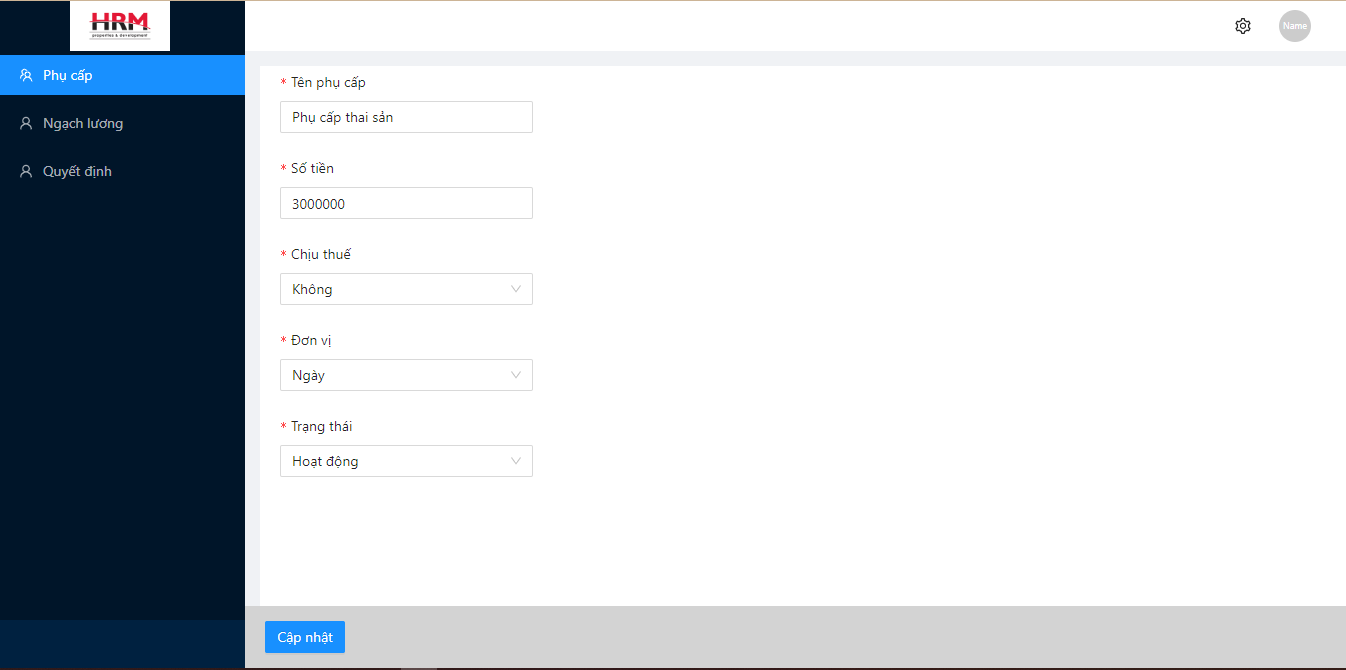 HRM
properties & development
Name
Phụ cấp
Ngạch lương
Quyết định
* Tên phụ cấp
Phụ cấp thai sản
* Số tiền
3000000
* Chịu thuế
Không
* Đơn vị
Ngày
* Trạng thái
Hoạt động
Cập nhật